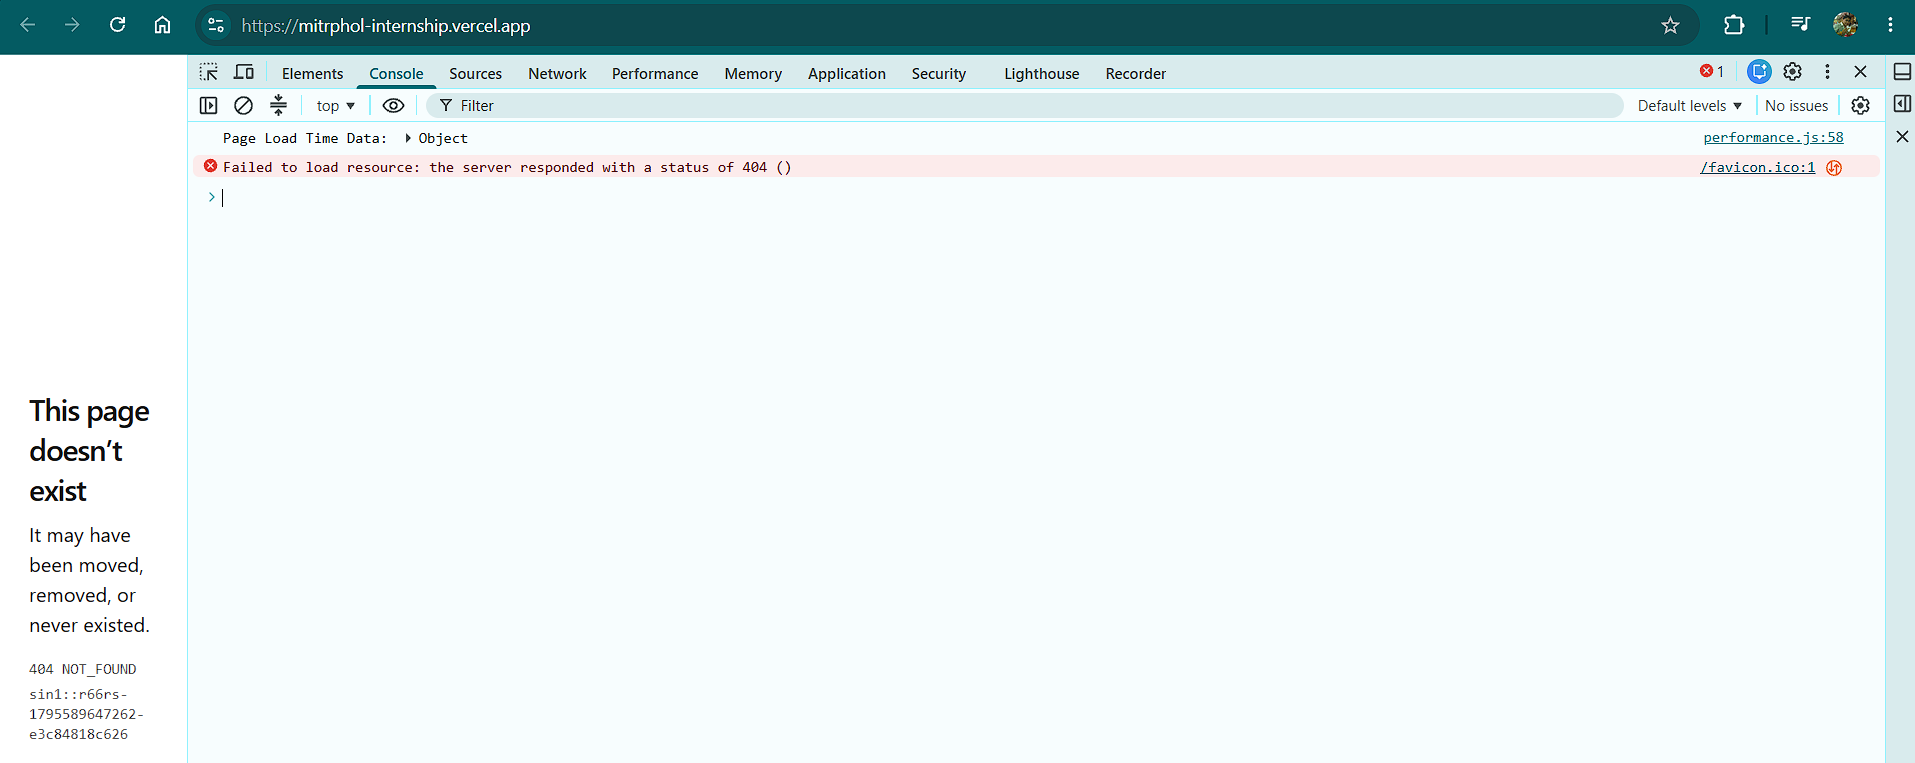 https://mitrphol-internship.vercel.app
Elements Console Sources Network Performance Memory Application Security Lighthouse Recorder 1
top Filter Default levels No issues
Page Load Time Data: Object performance.js:58
Failed to load resource: the server responded with a status of 404 () /favicon.ico:1
This page
doesn’t
exist
It may have
been moved,
removed, or
never existed.
404 NOT_FOUND
sin1::r66rs-
1795589647262-
e3c84818c626